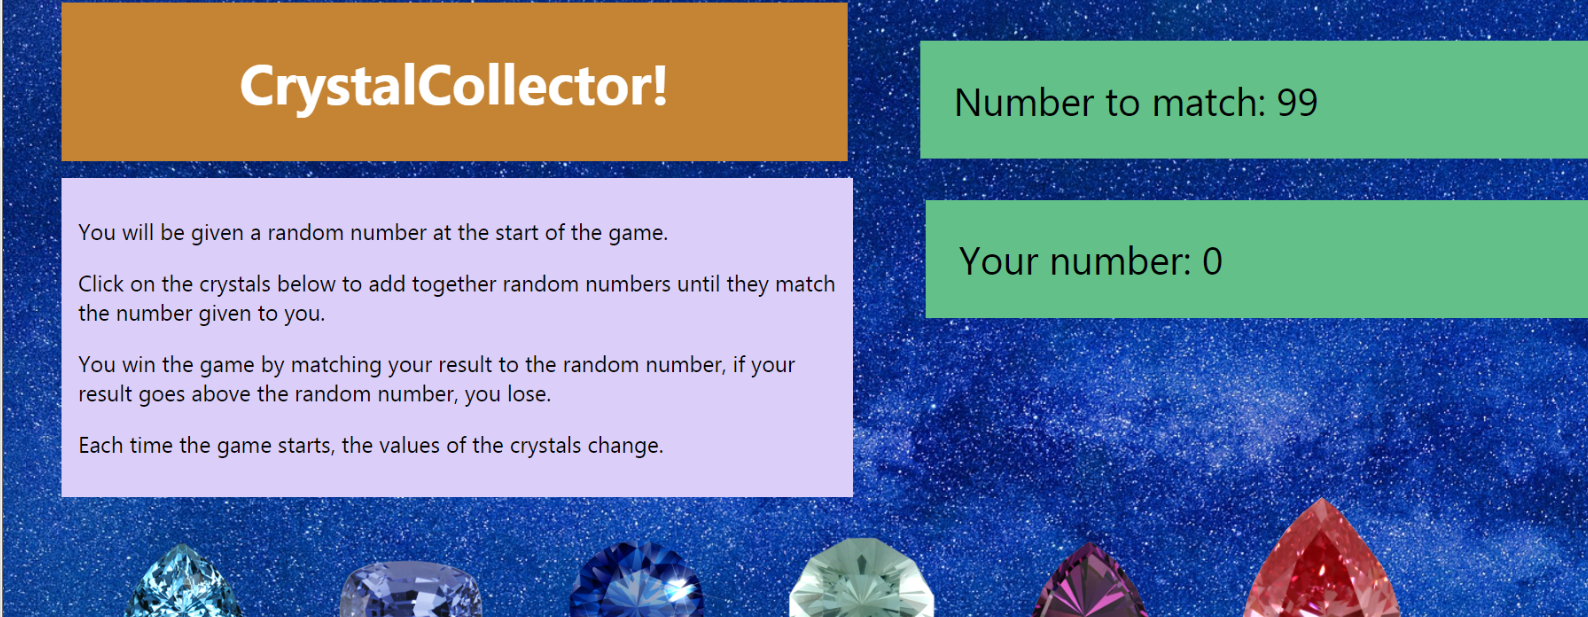 CrystalCollector!
You will be given a random number at the start of the game.
Click on the crystals below to add together random numbers until they match
the number given to you.
You win the game by matching your result to the random number, if your
result goes above the random number, you lose.
Each time the game starts, the values of the crystals change.
Number to match: 99
Your number: 0